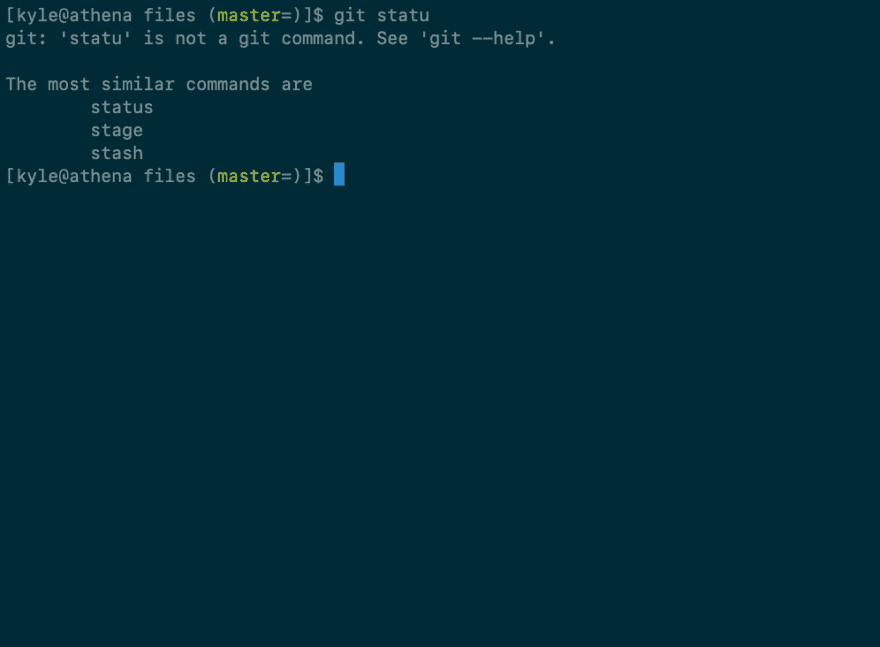 [kyle@athena files (master=)]$ git statu
git: 'statu' is not a git command. See 'git --help'.

The most similar commands are
        status
        stage
        stash
[kyle@athena files (master=)]$